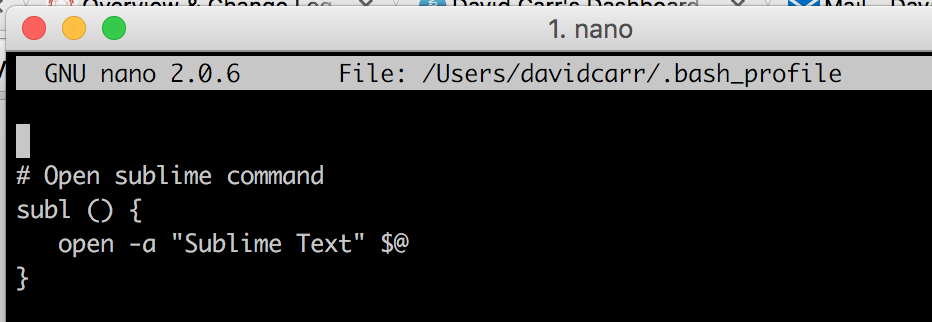 Overview & Change Log
David Carr's Dashboard
Mail - Dav
1. nano
GNU nano 2.0.6 File: /Users/davidcarr/.bash_profile
# Open sublime command
subl () {
open -a "Sublime Text" $@
}